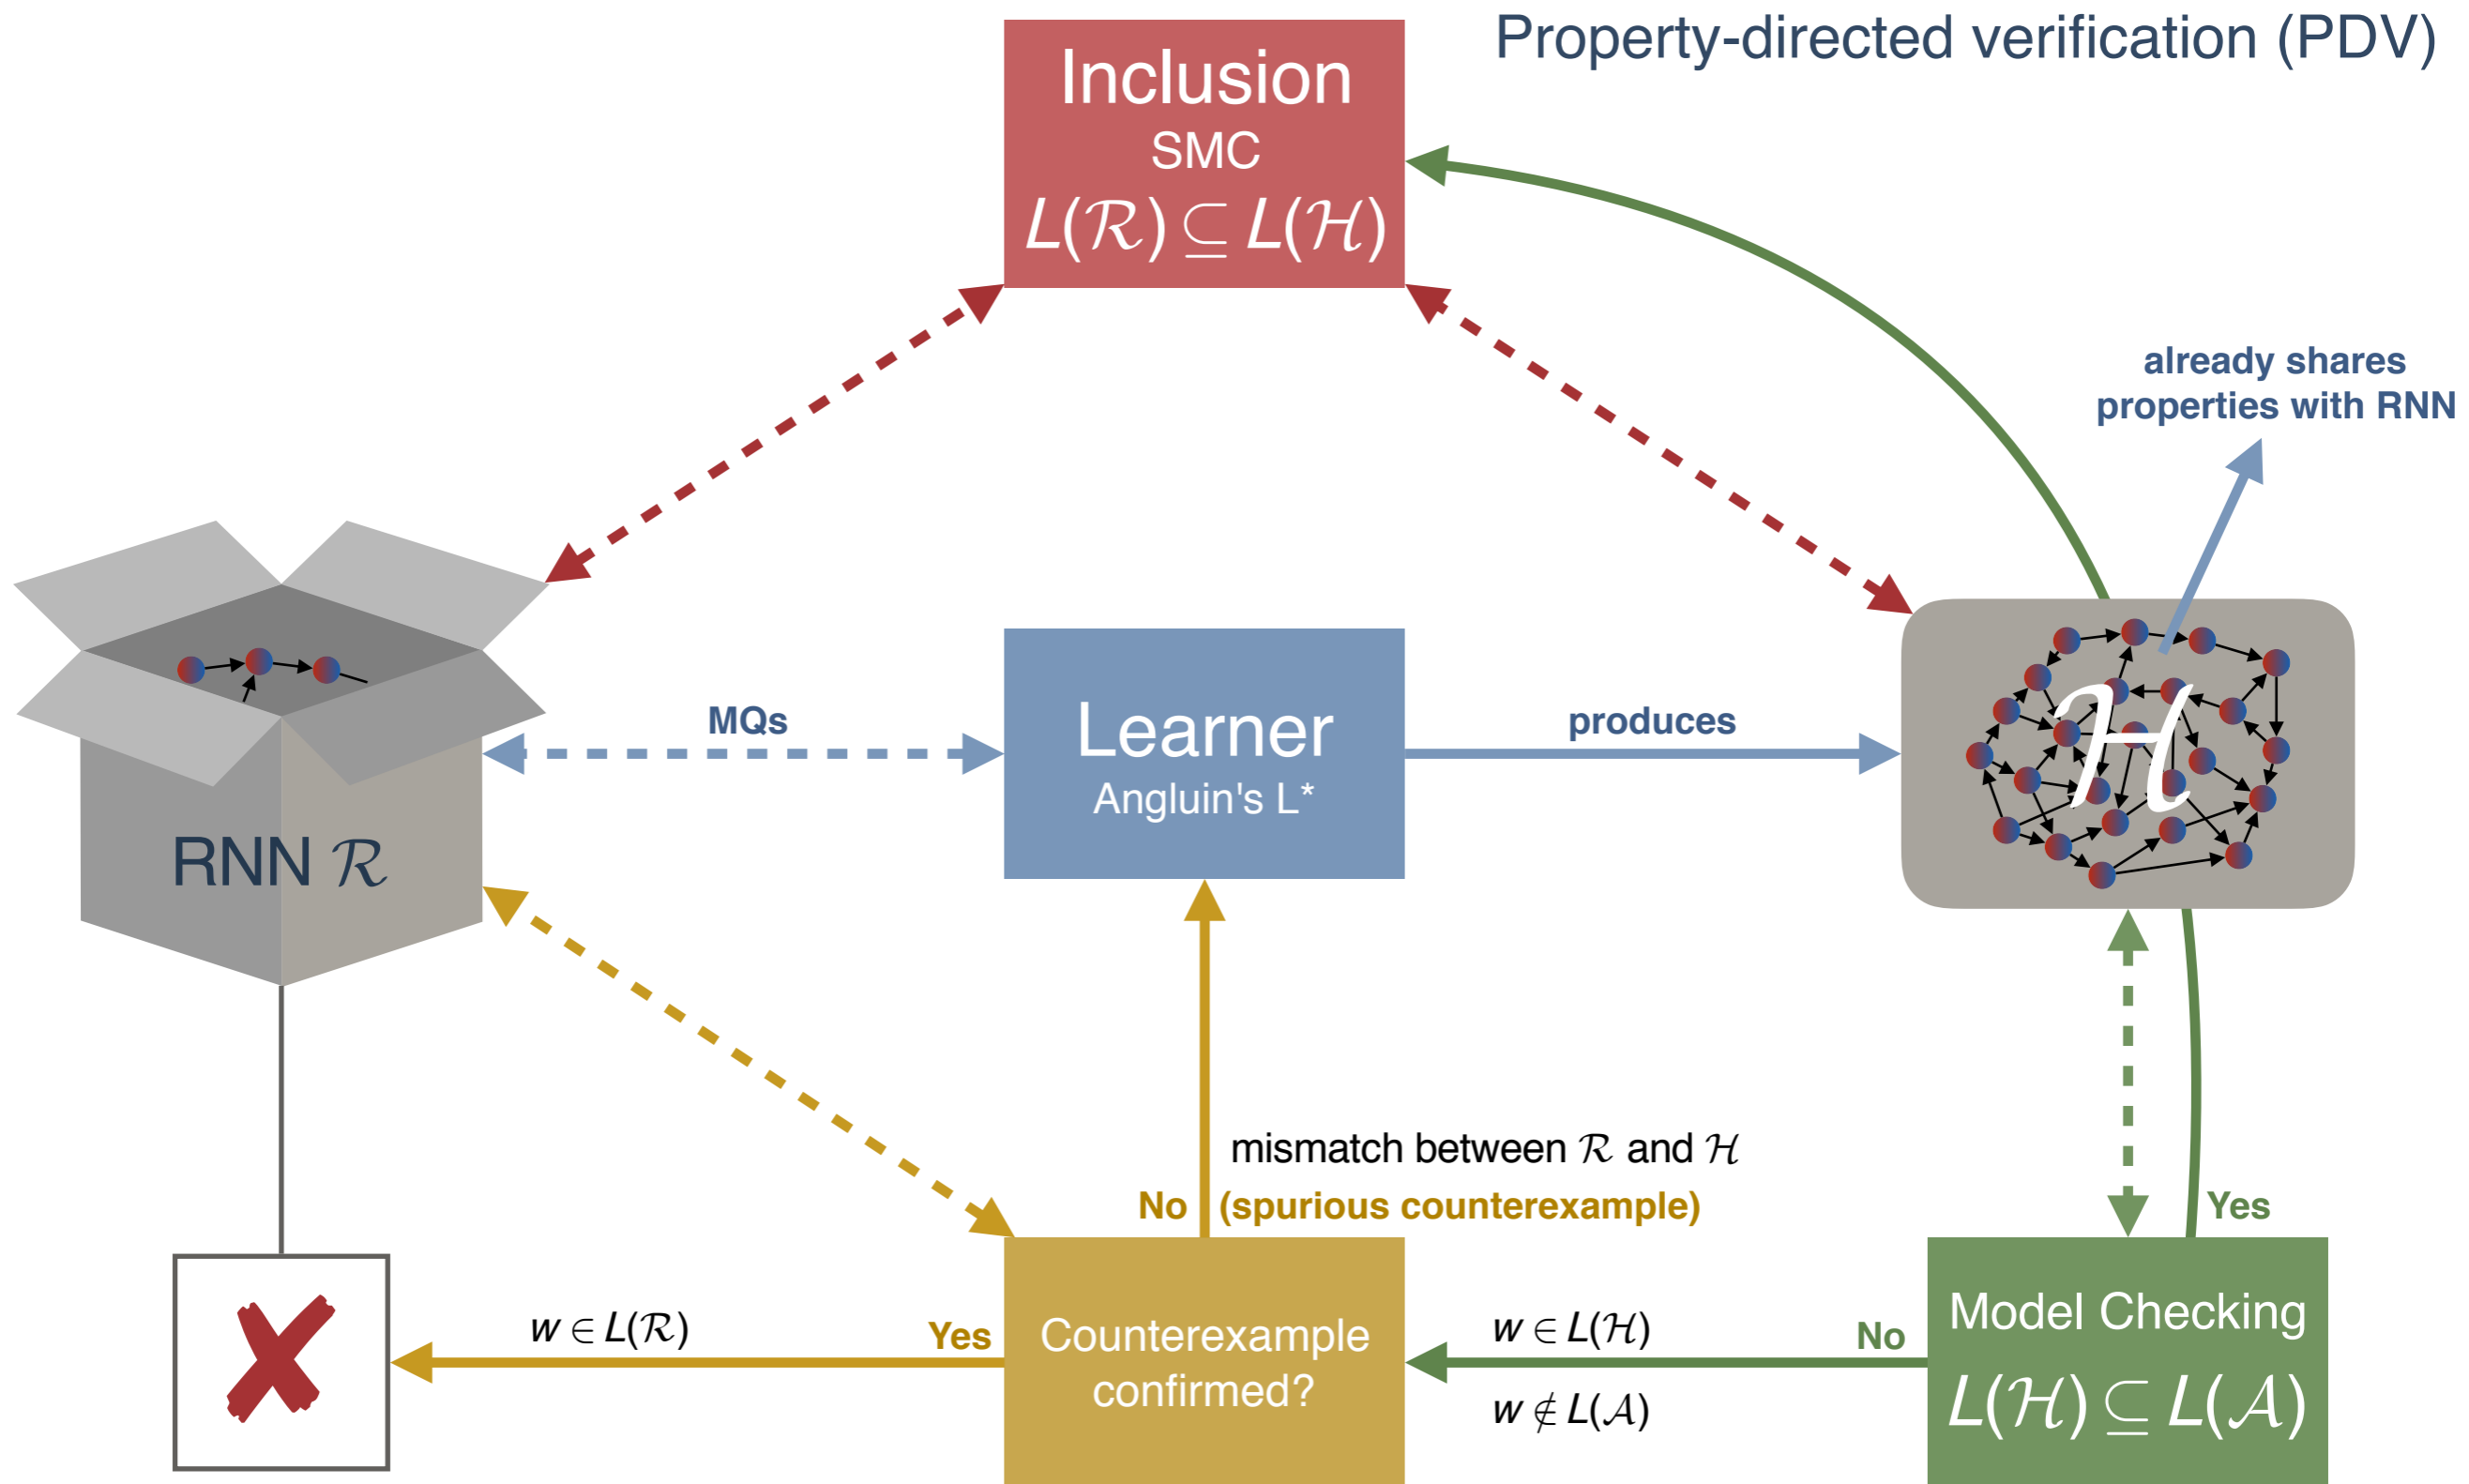 Property-directed verification (PDV)
Inclusion
SMC
L(ℛ) ⊆ L(ℋ)
already shares
properties with RNN
MQs
Learner
Angluin's L*
produces
ℋ
RNN ℛ
mismatch between ℛ and ℋ
No (spurious counterexample)
Yes
w ∈ L(ℛ)
Yes
Counterexample
confirmed?
w ∈ L(ℋ)
w ∉ L(𝒜)
No
Model Checking
L(ℋ) ⊆ L(𝒜)